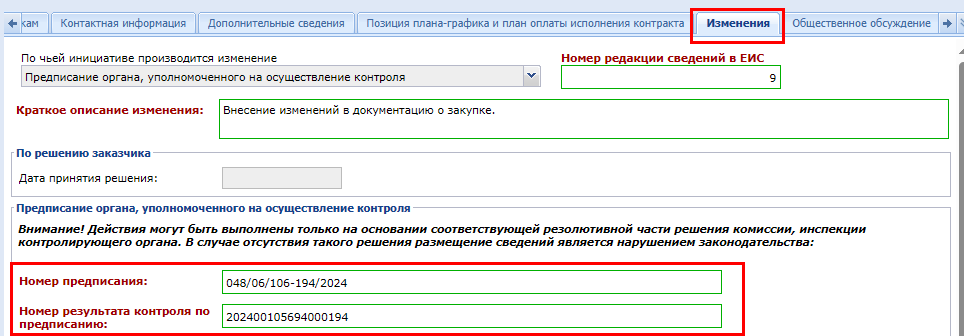 кам Контактная информация Дополнительные сведения Позиция плана-графика и план оплаты исполнения контракта Изменения Общественное обсуждение
По чьей инициативе производится изменение Номер редакции сведений в ЕИС
Предписание органа, уполномоченного на осуществление контроля 9
Краткое описание изменения: Внесение изменений в документацию о закупке.
По решению заказчика
Дата принятия решения:
Предписание органа, уполномоченного на осуществление контроля
Внимание! Действия могут быть выполнены только на основании соответствующей резолютивной части решения комиссии, инспекции
контролирующего органа. В случае отсутствия такого решения размещение сведений является нарушением законодательства:
Номер предписания: 048/06/106-194/2024
Номер результата контроля по
предписанию: 202400105694000194